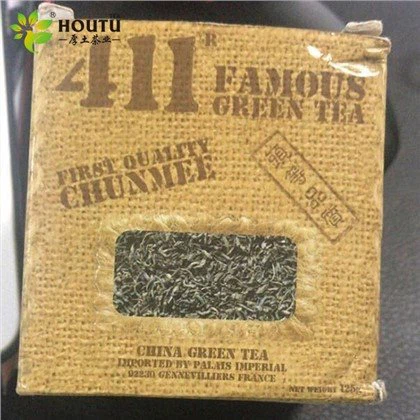 HOUTU
厚土茶业
411®
FAMOUS
GREEN TEA
FIRST QUALITY
CHUNMEE
CHINA GREEN TEA
IMPORTED BY PALAIS IMPERIAL
92230 GENNEVILLIERS FRANCE
NET WEIGHT 125g